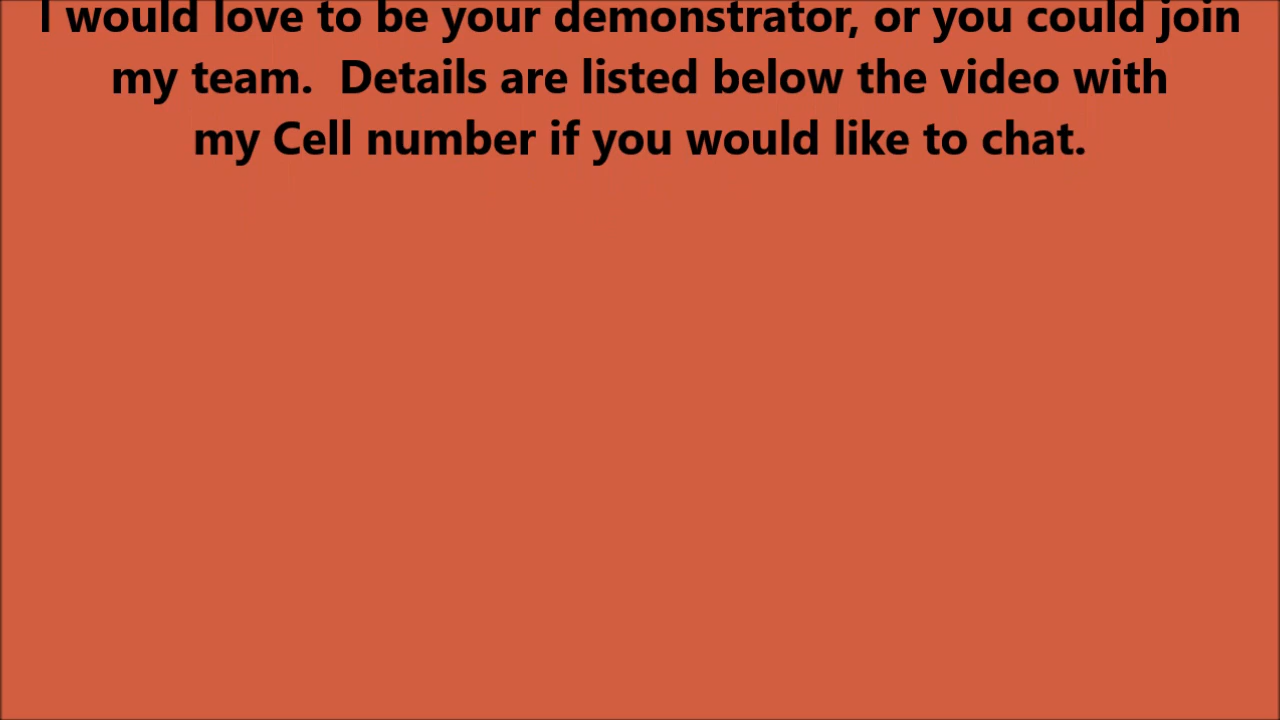 I would love to be your demonstrator, or you could join
my team.  Details are listed below the video with
my Cell number if you would like to chat.